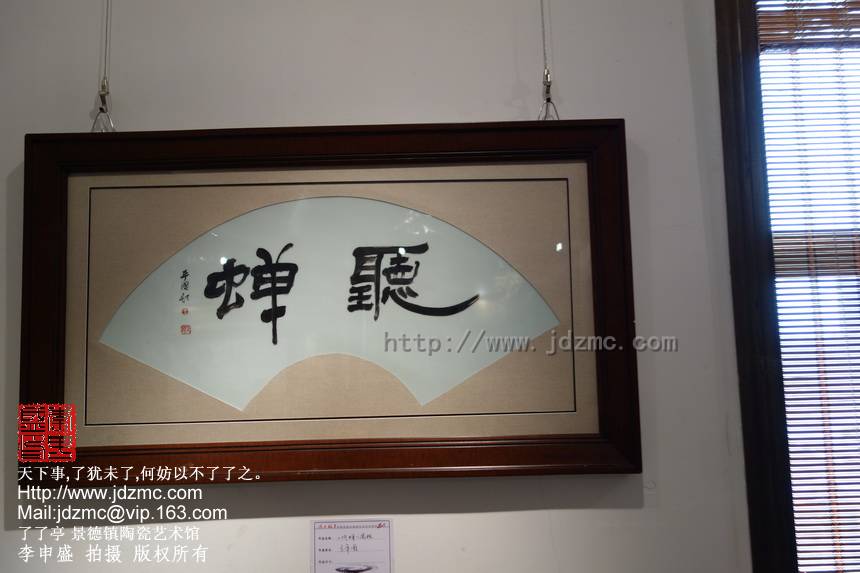 聽蝉
http://www.jdzmc.com
天下事,了犹未了,何妨以不了了之。
Http://www.jdzmc.com
Mail:jdzmc@vip.163.com
了了亭 景德镇陶瓷艺术馆
李申盛 拍摄 版权所有